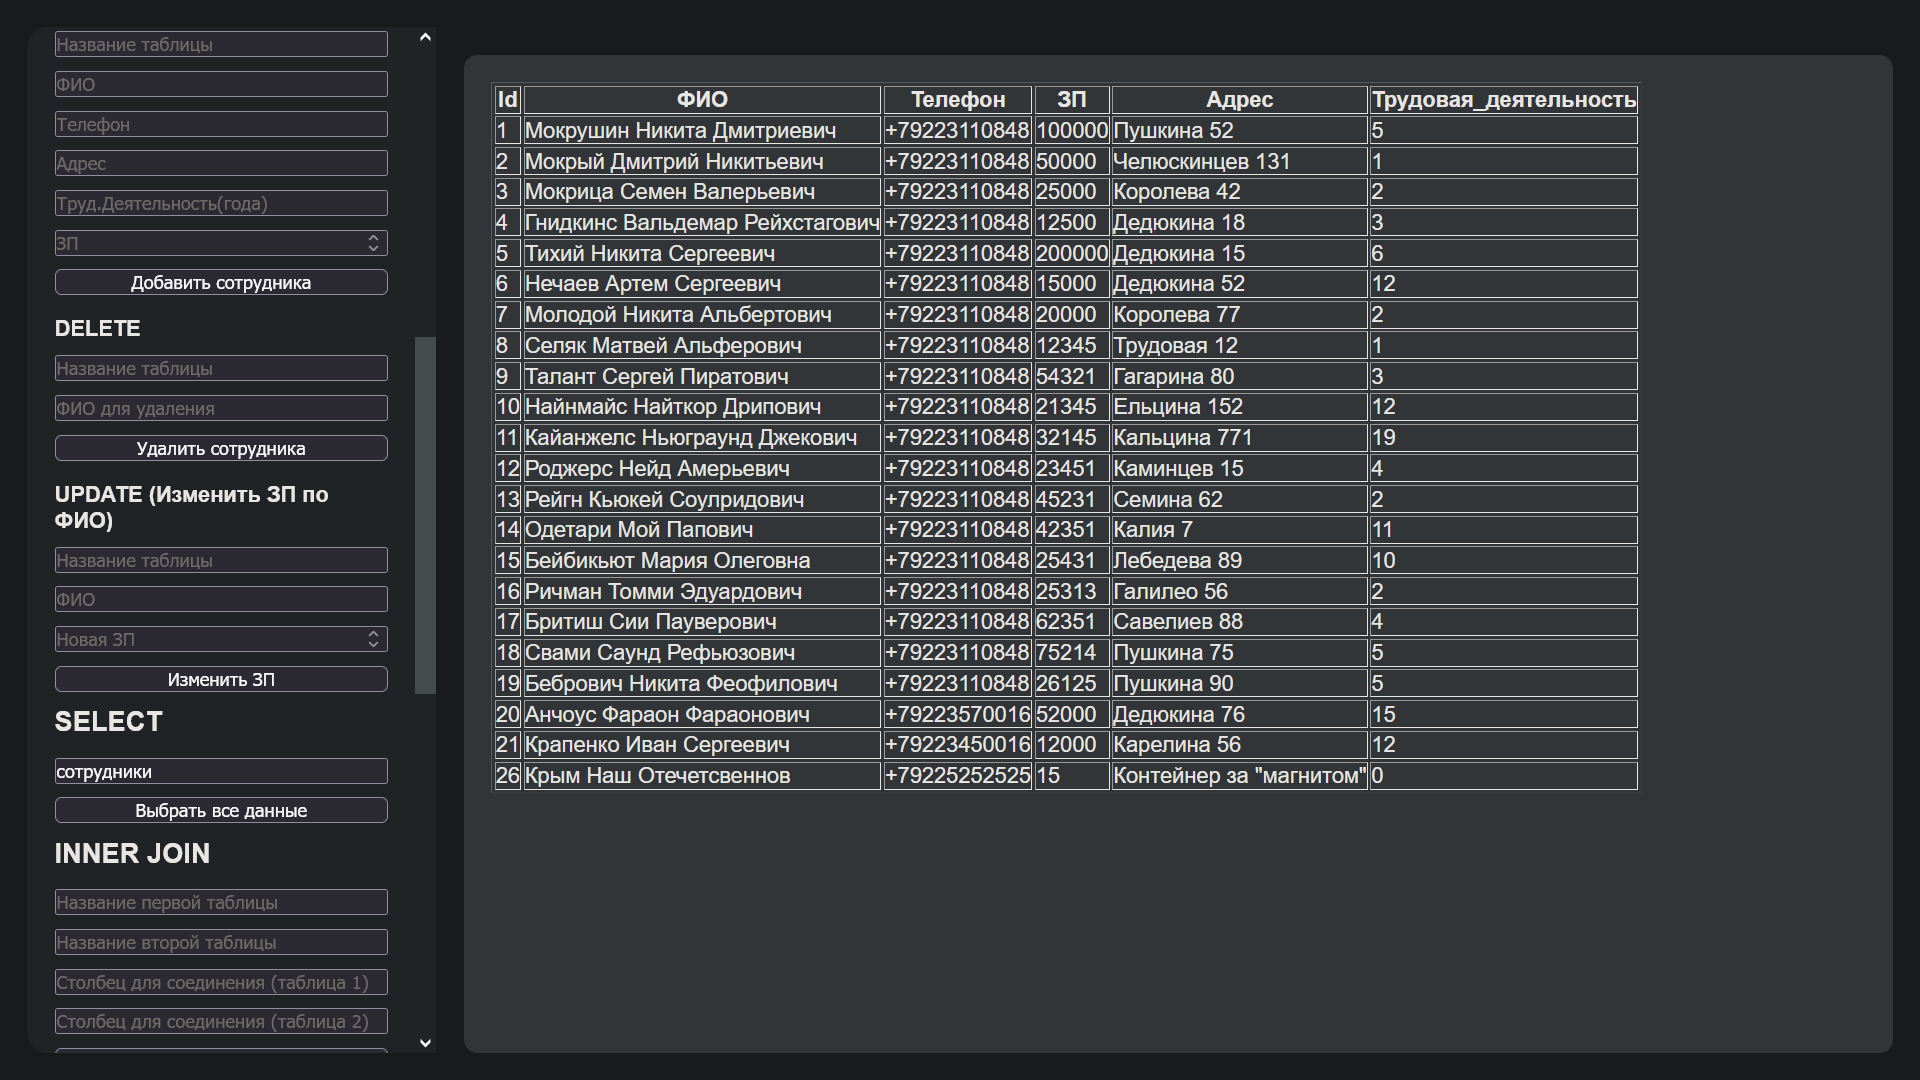 Название таблицы
ФИО
Телефон
Адрес
Труд.Деятельность(года)
ЗП
Добавить сотрудника
DELETE
Название таблицы
ФИО для удаления
Удалить сотрудника
UPDATE (Изменить ЗП по
ФИО)
Название таблицы
ФИО
Новая ЗП
Изменить ЗП
SELECT
сотрудники
Выбрать все данные
INNER JOIN
Название первой таблицы
Название второй таблицы
Столбец для соединения (таблица 1)
Столбец для соединения (таблица 2)
Id ФИО Телефон ЗП Адрес Трудовая_деятельность
1 Мокрушин Никита Дмитриевич +79223110848 100000 Пушкина 52 5
2 Мокрый Дмитрий Никитьевич +79223110848 50000 Челюскинцев 131 1
3 Мокрица Семен Валерьевич +79223110848 25000 Королева 42 2
4 Гнидкинс Вальдемар Рейхстагович +79223110848 12500 Дедюкина 18 3
5 Тихий Никита Сергеевич +79223110848 200000 Дедюкина 15 6
6 Нечаев Артем Сергеевич +79223110848 15000 Дедюкина 52 12
7 Молодой Никита Альбертович +79223110848 20000 Королева 77 2
8 Селяк Матвей Альферович +79223110848 12345 Трудовая 12 1
9 Талант Сергей Пиратович +79223110848 54321 Гагарина 80 3
10 Найнмайс Найткор Дрипович +79223110848 21345 Ельцина 152 12
11 Кайанжелс Ньюграунд Джекович +79223110848 32145 Кальцина 771 19
12 Роджерс Нейд Амерьевич +79223110848 23451 Каминцев 15 4
13 Рейгн Кьюкей Соулридович +79223110848 45231 Семина 62 2
14 Одетари Мой Папович +79223110848 42351 Калия 7 11
15 Бейбикьют Мария Олеговна +79223110848 25431 Лебедева 89 10
16 Ричман Томми Эдуардович +79223110848 25313 Галилео 56 2
17 Бритиш Сии Пауверович +79223110848 62351 Савелиев 88 4
18 Свами Саунд Рефьюзович +79223110848 75214 Пушкина 75 5
19 Бебрович Никита Феофилович +79223110848 26125 Пушкина 90 5
20 Анчоус Фараон Фараонович +79223570016 52000 Дедюкина 76 15
21 Крапенко Иван Сергеевич +79223450016 12000 Карелина 56 12
26 Крым Наш Отечетсвеннов +79225252525 15 Контейнер за "магнитом" 0